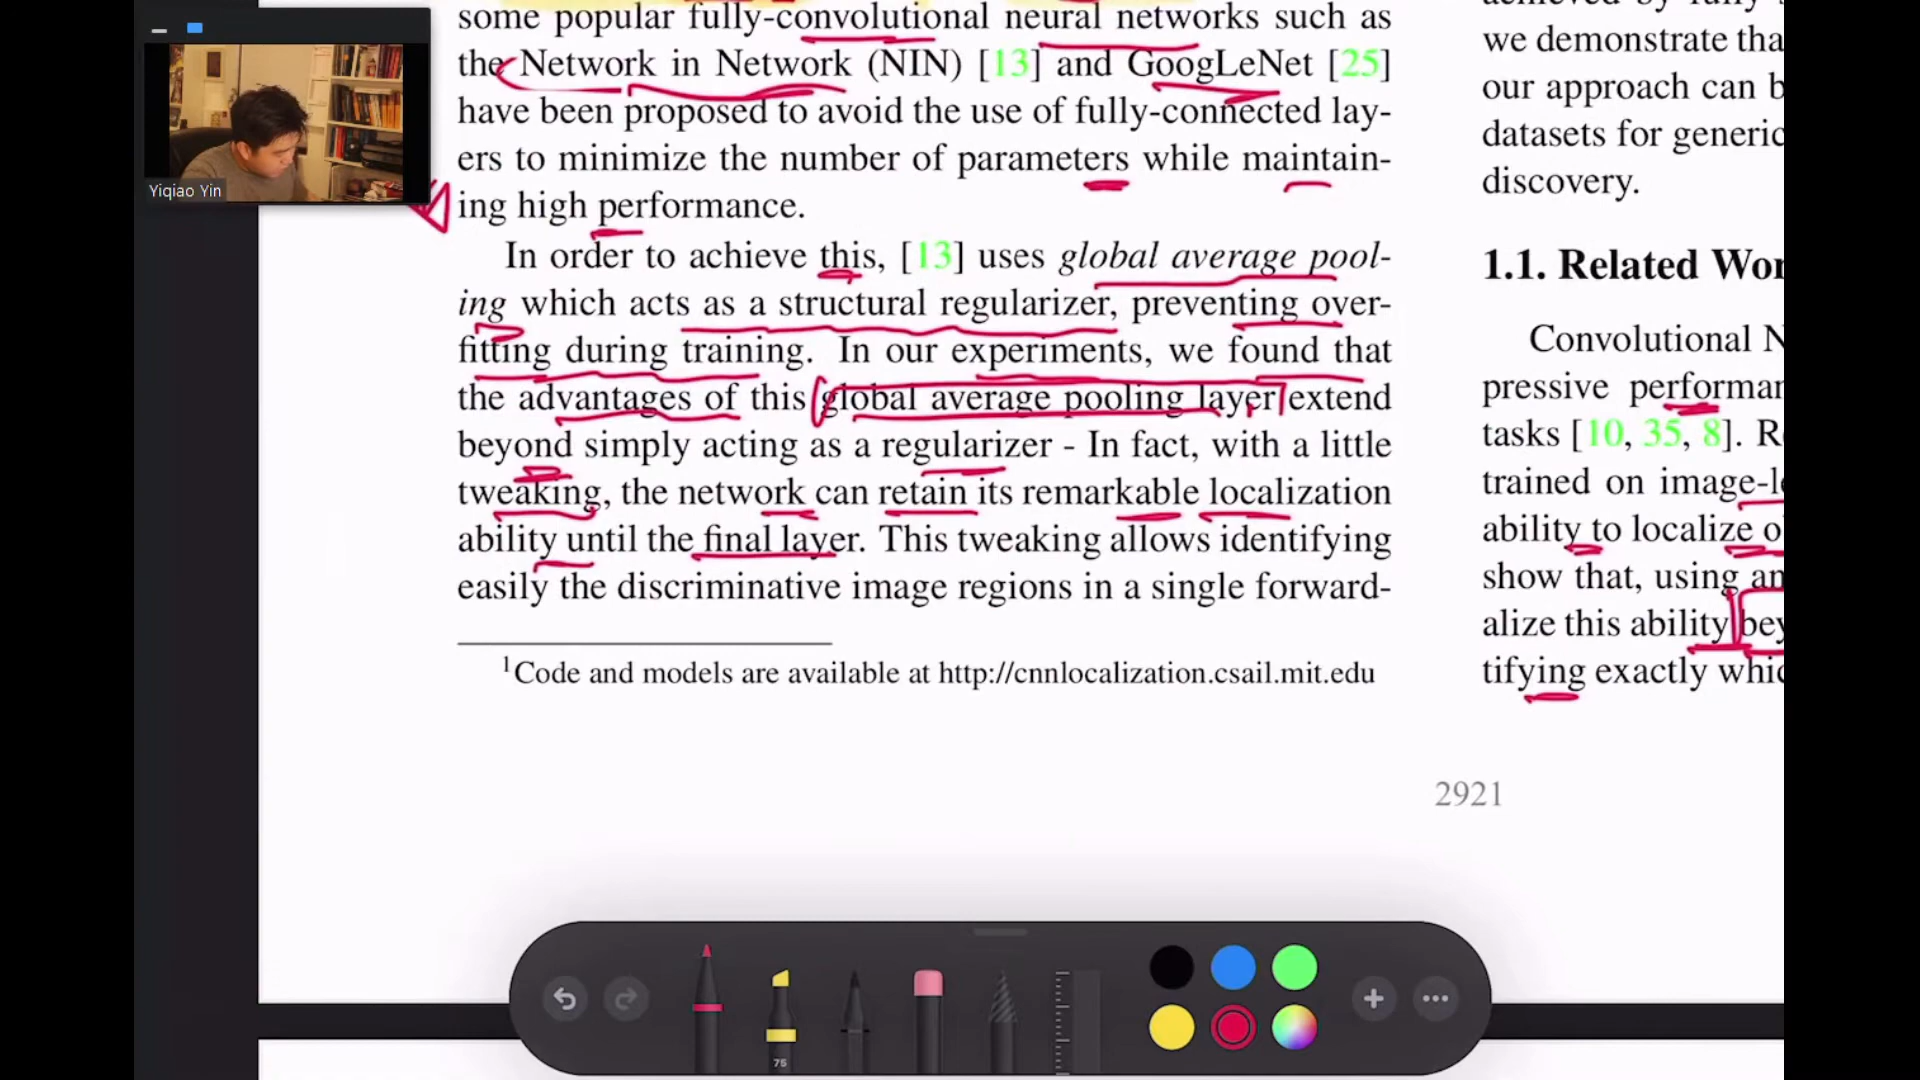 Yiqiao Yin
some popular fully-convolutional neural networks such as
the Network in Network (NIN) [13] and GoogLeNet [25]
have been proposed to avoid the use of fully-connected lay-
ers to minimize the number of parameters while maintain-
ing high performance.
In order to achieve this, [13] uses global average pool-
ing which acts as a structural regularizer, preventing over-
fitting during training. In our experiments, we found that
the advantages of this global average pooling layer extend
beyond simply acting as a regularizer - In fact, with a little
tweaking, the network can retain its remarkable localization
ability until the final layer. This tweaking allows identifying
easily the discriminative image regions in a single forward-
1Code and models are available at http://cnnlocalization.csail.mit.edu
we demonstrate tha
our approach can b
datasets for generic
discovery.
1.1. Related Wor
Convolutional N
pressive performan
tasks [10, 35, 8]. R
trained on image-le
ability to localize o
show that, using an
alize this ability bey
tifying exactly whic
2921
75